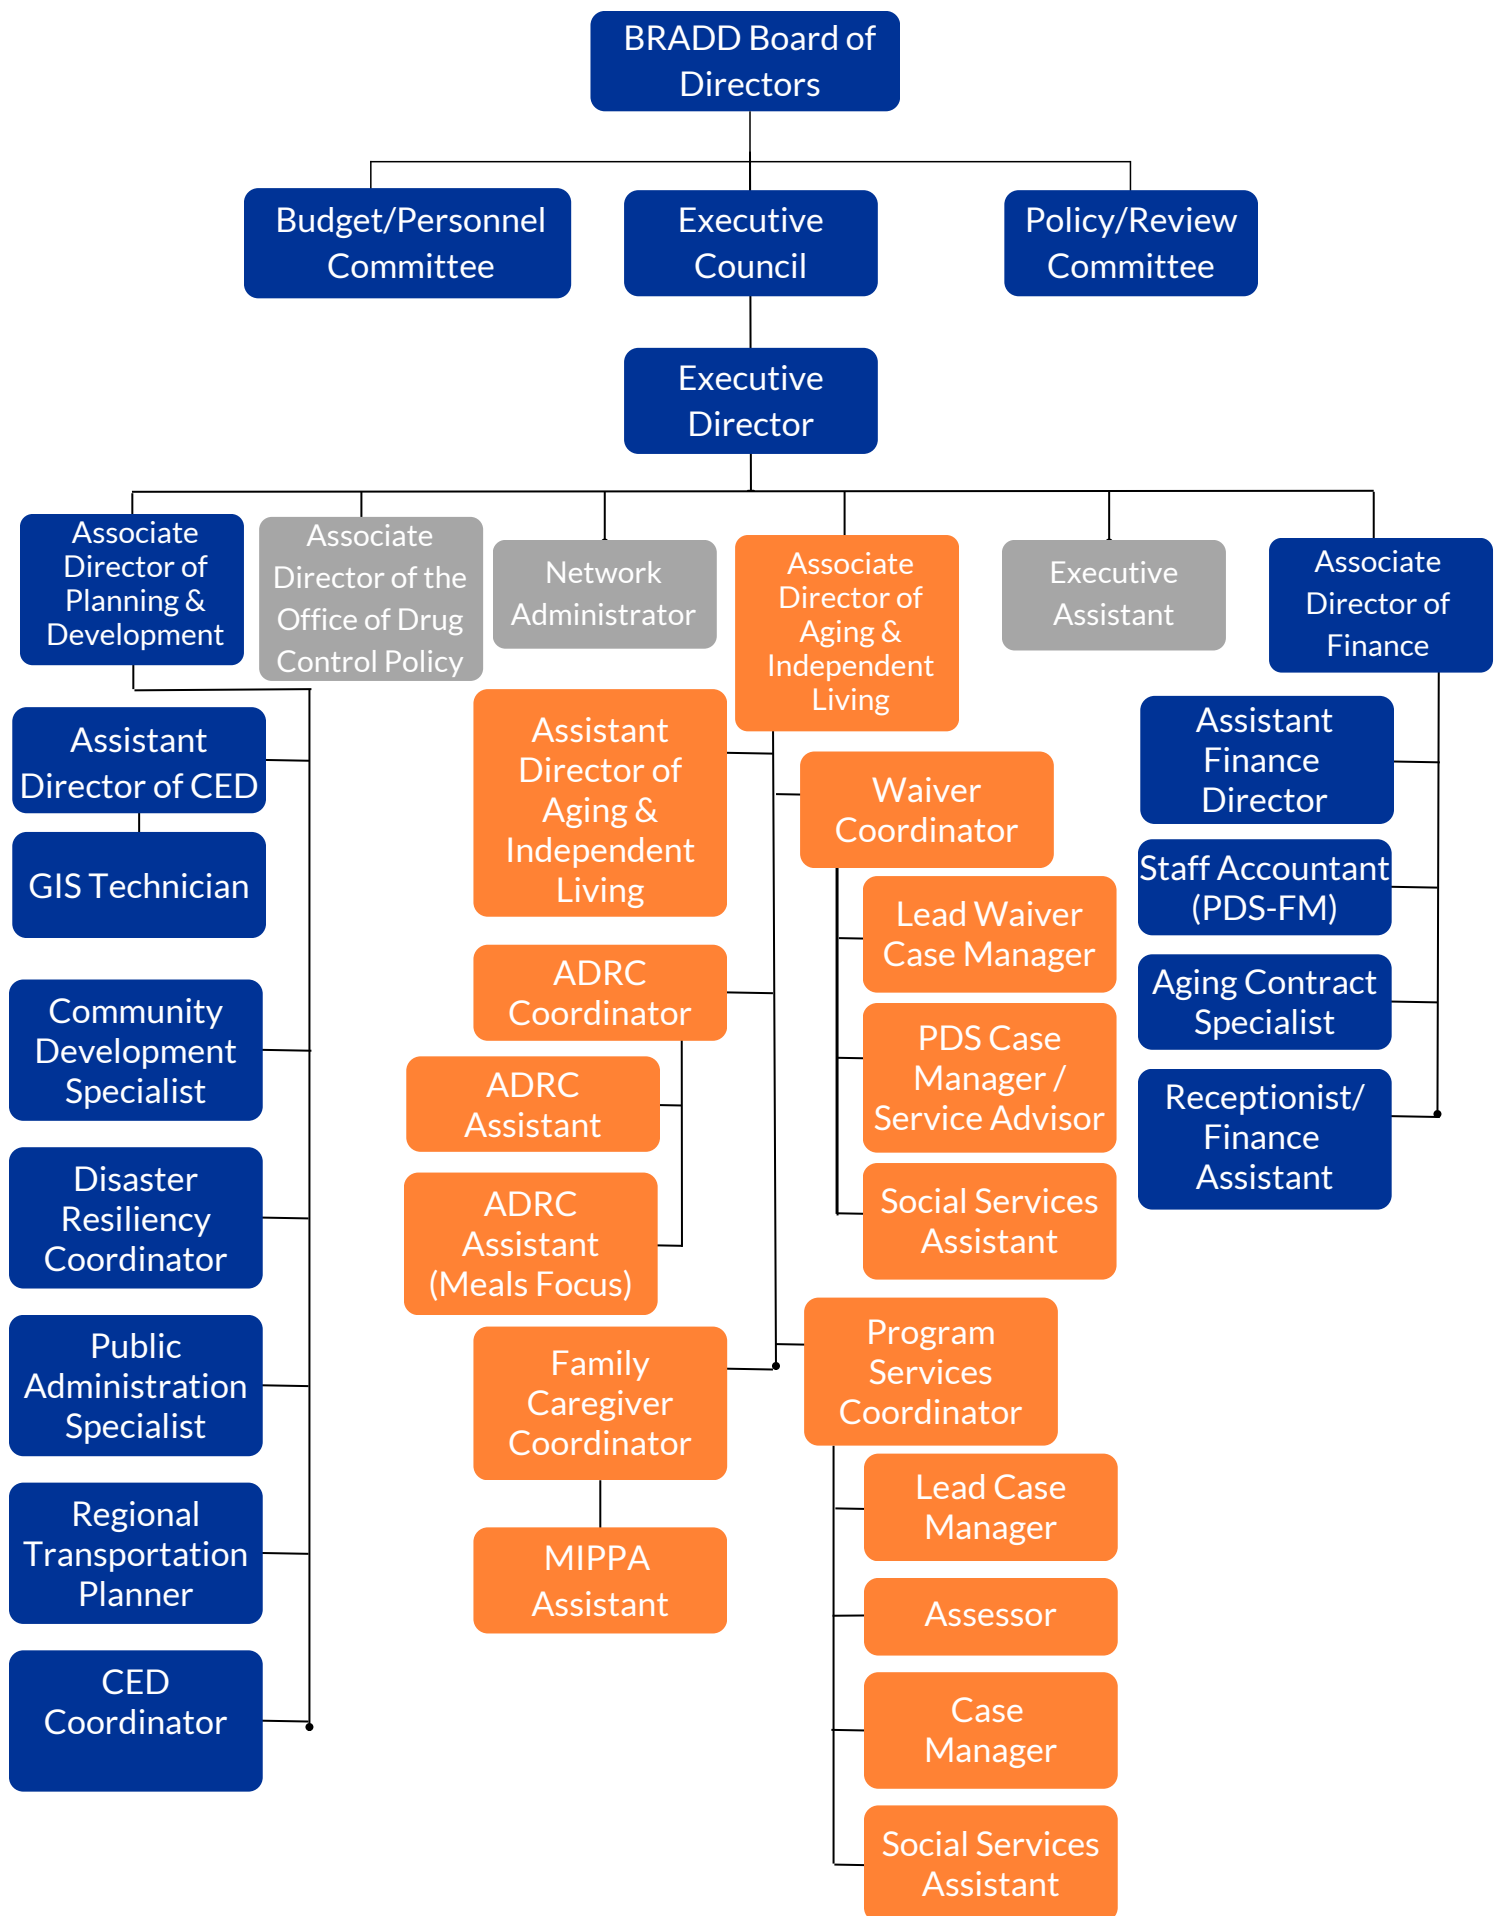 BRADD Board of
Directors
Budget/Personnel
Committee
Executive
Council
Policy/Review
Committee
Executive
Director
Associate
Director of
Planning &
Development
Associate
Director of the
Office of Drug
Control Policy
Network
Administrator
Associate
Director of
Aging &
Independent
Living
Executive
Assistant
Associate
Director of
Finance
Assistant
Director of CED
GIS Technician
Community
Development
Specialist
Disaster
Resiliency
Coordinator
Public
Administration
Specialist
Regional
Transportation
Planner
CED
Coordinator
Assistant
Director of
Aging &
Independent
Living
ADRC
Coordinator
ADRC
Assistant
ADRC
Assistant
(Meals Focus)
Family
Caregiver
Coordinator
MIPPA
Assistant
Waiver
Coordinator
Lead Waiver
Case Manager
PDS Case
Manager /
Service Advisor
Social Services
Assistant
Program
Services
Coordinator
Lead Case
Manager
Assessor
Case
Manager
Social Services
Assistant
Assistant
Finance
Director
Staff Accountant
(PDS-FM)
Aging Contract
Specialist
Receptionist/
Finance
Assistant